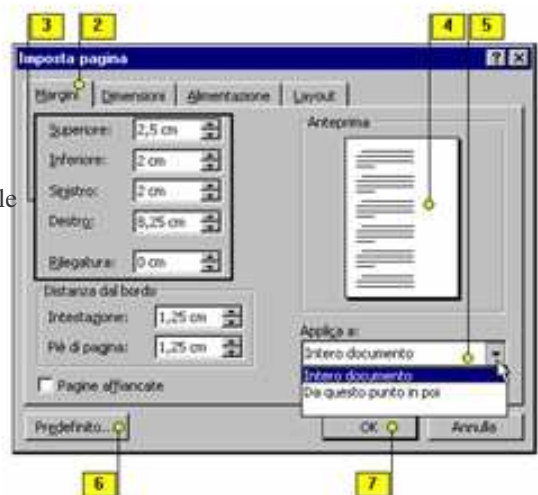 3 2 4 5
Imposta pagina
Margini Dimensioni Alimentazione Layout
Superiore: 2,5 cm
Inferiore: 2 cm
Sinistro: 2 cm
Destro: 8,25 cm
Rilegatura: 0 cm
le
Anteprima
Distanza dal bordo
Intestazione: 1,25 cm
Piè di pagina: 1,25 cm
Pagine affiancate
Applica a:
Intero documento
Intero documento
Da questo punto in poi
Predefinito... OK Annulla
6 7